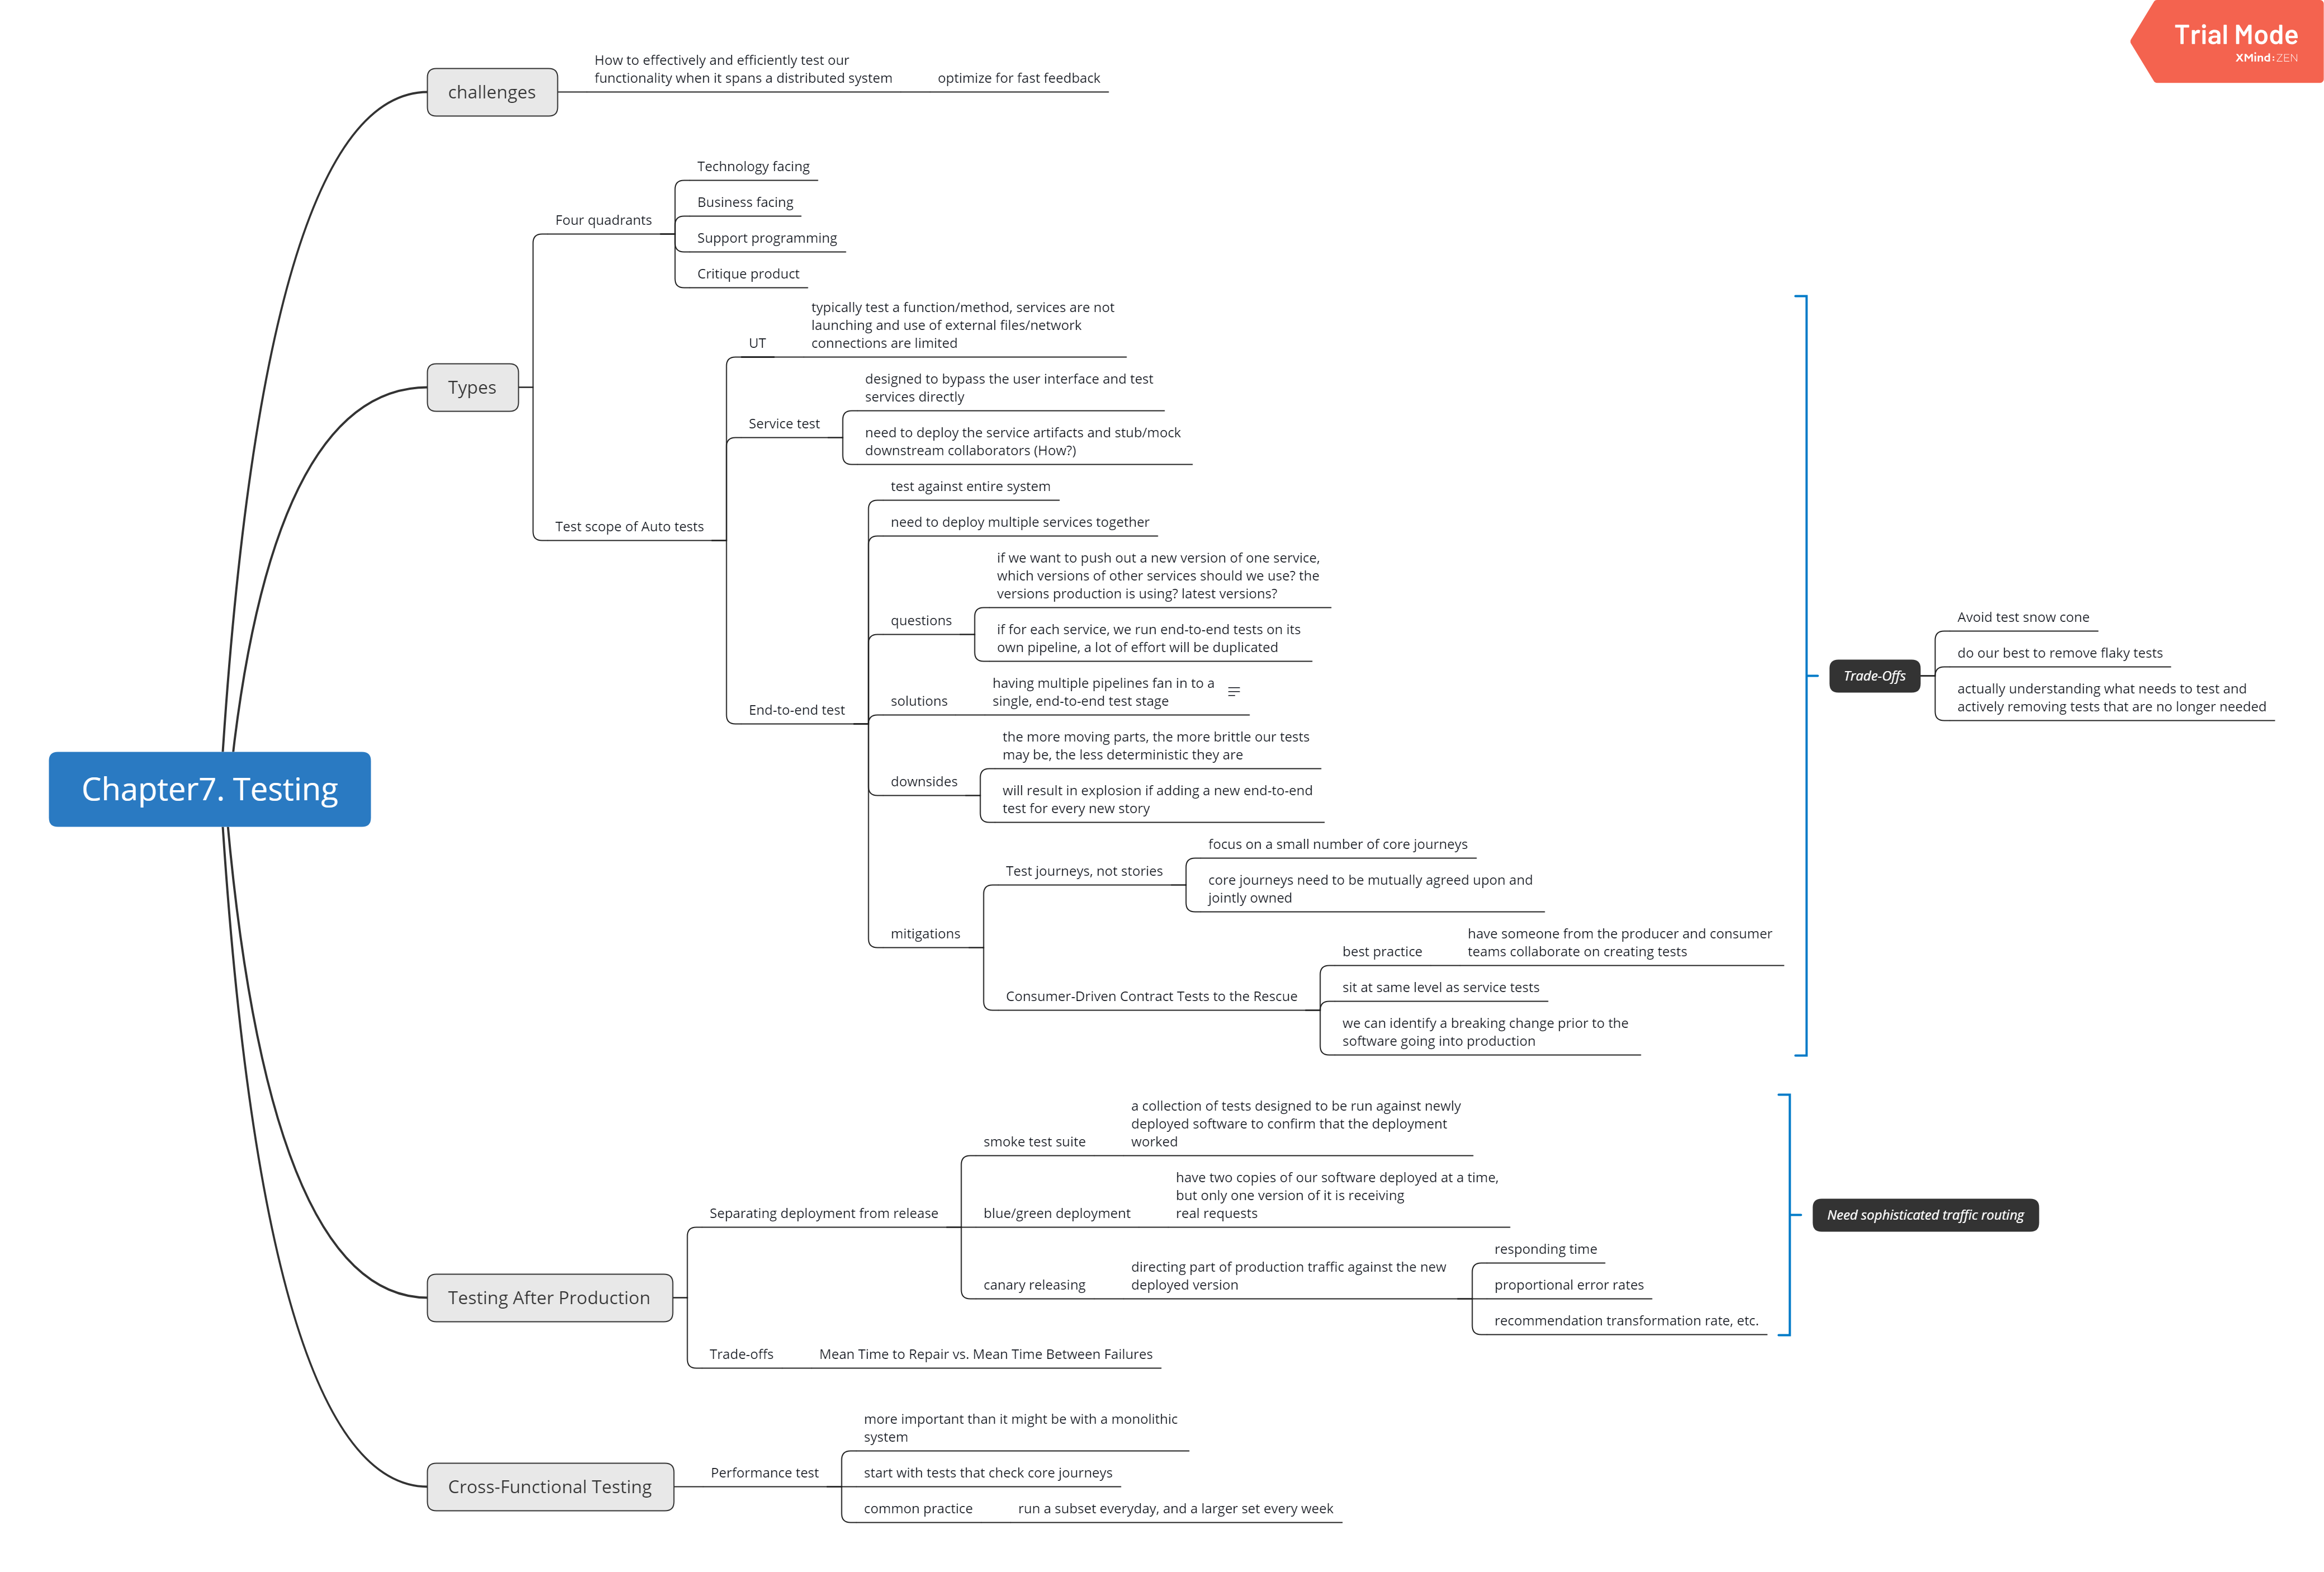 Trial Mode
XMind:ZEN
Chapter7. Testing
challenges
How to effectively and efficiently test our
functionality when it spans a distributed system
optimize for fast feedback
Types
Four quadrants
Technology facing
Business facing
Support programming
Critique product
Test scope of Auto tests
UT
typically test a function/method, services are not
launching and use of external files/network
connections are limited
Service test
designed to bypass the user interface and test
services directly
need to deploy the service artifacts and stub/mock
downstream collaborators (How?)
End-to-end test
test against entire system
need to deploy multiple services together
questions
if we want to push out a new version of one service,
which versions of other services should we use? the
versions production is using? latest versions?
if for each service, we run end-to-end tests on its
own pipeline, a lot of effort will be duplicated
solutions
having multiple pipelines fan in to a
single, end-to-end test stage
downsides
the more moving parts, the more brittle our tests
may be, the less deterministic they are
will result in explosion if adding a new end-to-end
test for every new story
mitigations
Test journeys, not stories
focus on a small number of core journeys
core journeys need to be mutually agreed upon and
jointly owned
Consumer-Driven Contract Tests to the Rescue
best practice
have someone from the producer and consumer
teams collaborate on creating tests
sit at same level as service tests
we can identify a breaking change prior to the
software going into production
Trade-Offs
Avoid test snow cone
do our best to remove flaky tests
actually understanding what needs to test and
actively removing tests that are no longer needed
Testing After Production
Separating deployment from release
smoke test suite
a collection of tests designed to be run against newly
deployed software to confirm that the deployment
worked
blue/green deployment
have two copies of our software deployed at a time,
but only one version of it is receiving
real requests
canary releasing
directing part of production traffic against the new
deployed version
responding time
proportional error rates
recommendation transformation rate, etc.
Need sophisticated traffic routing
Trade-offs
Mean Time to Repair vs. Mean Time Between Failures
Cross-Functional Testing
Performance test
more important than it might be with a monolithic
system
start with tests that check core journeys
common practice
run a subset everyday, and a larger set every week